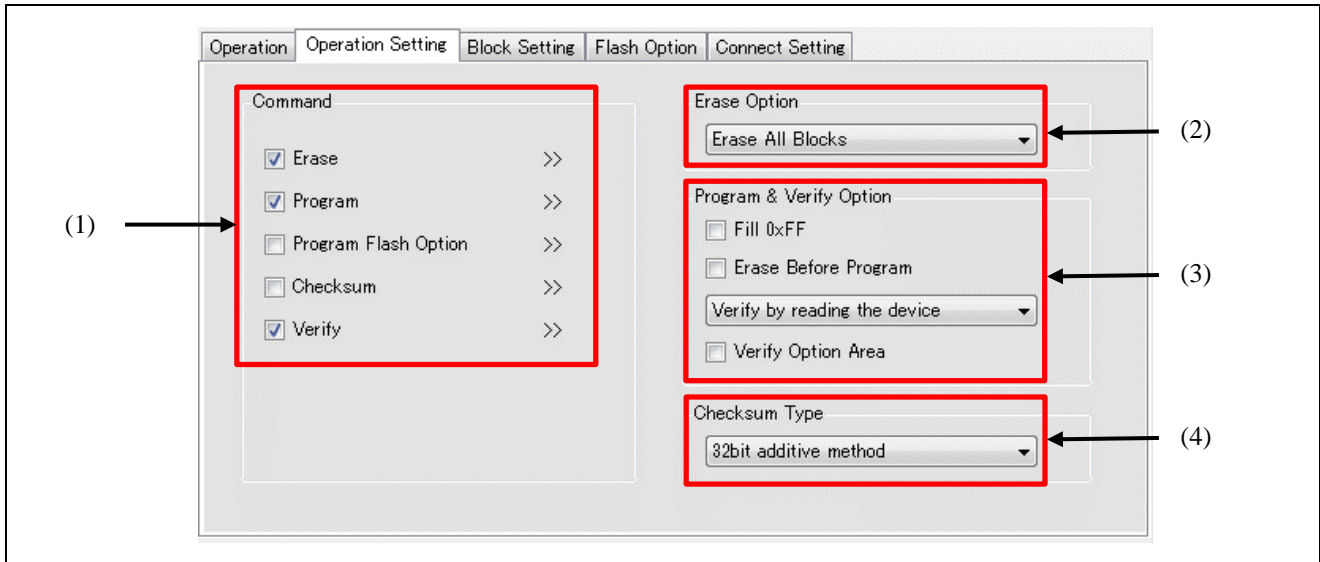 Operation Operation Setting Block Setting Flash Option Connect Setting
Command
Erase >>
Program >>
Program Flash Option >>
Checksum >>
Verify >>
(1)
Erase Option
Erase All Blocks
(2)
Program & Verify Option
Fill 0xFF
Erase Before Program
Verify by reading the device
Verify Option Area
(3)
Checksum Type
32bit additive method
(4)